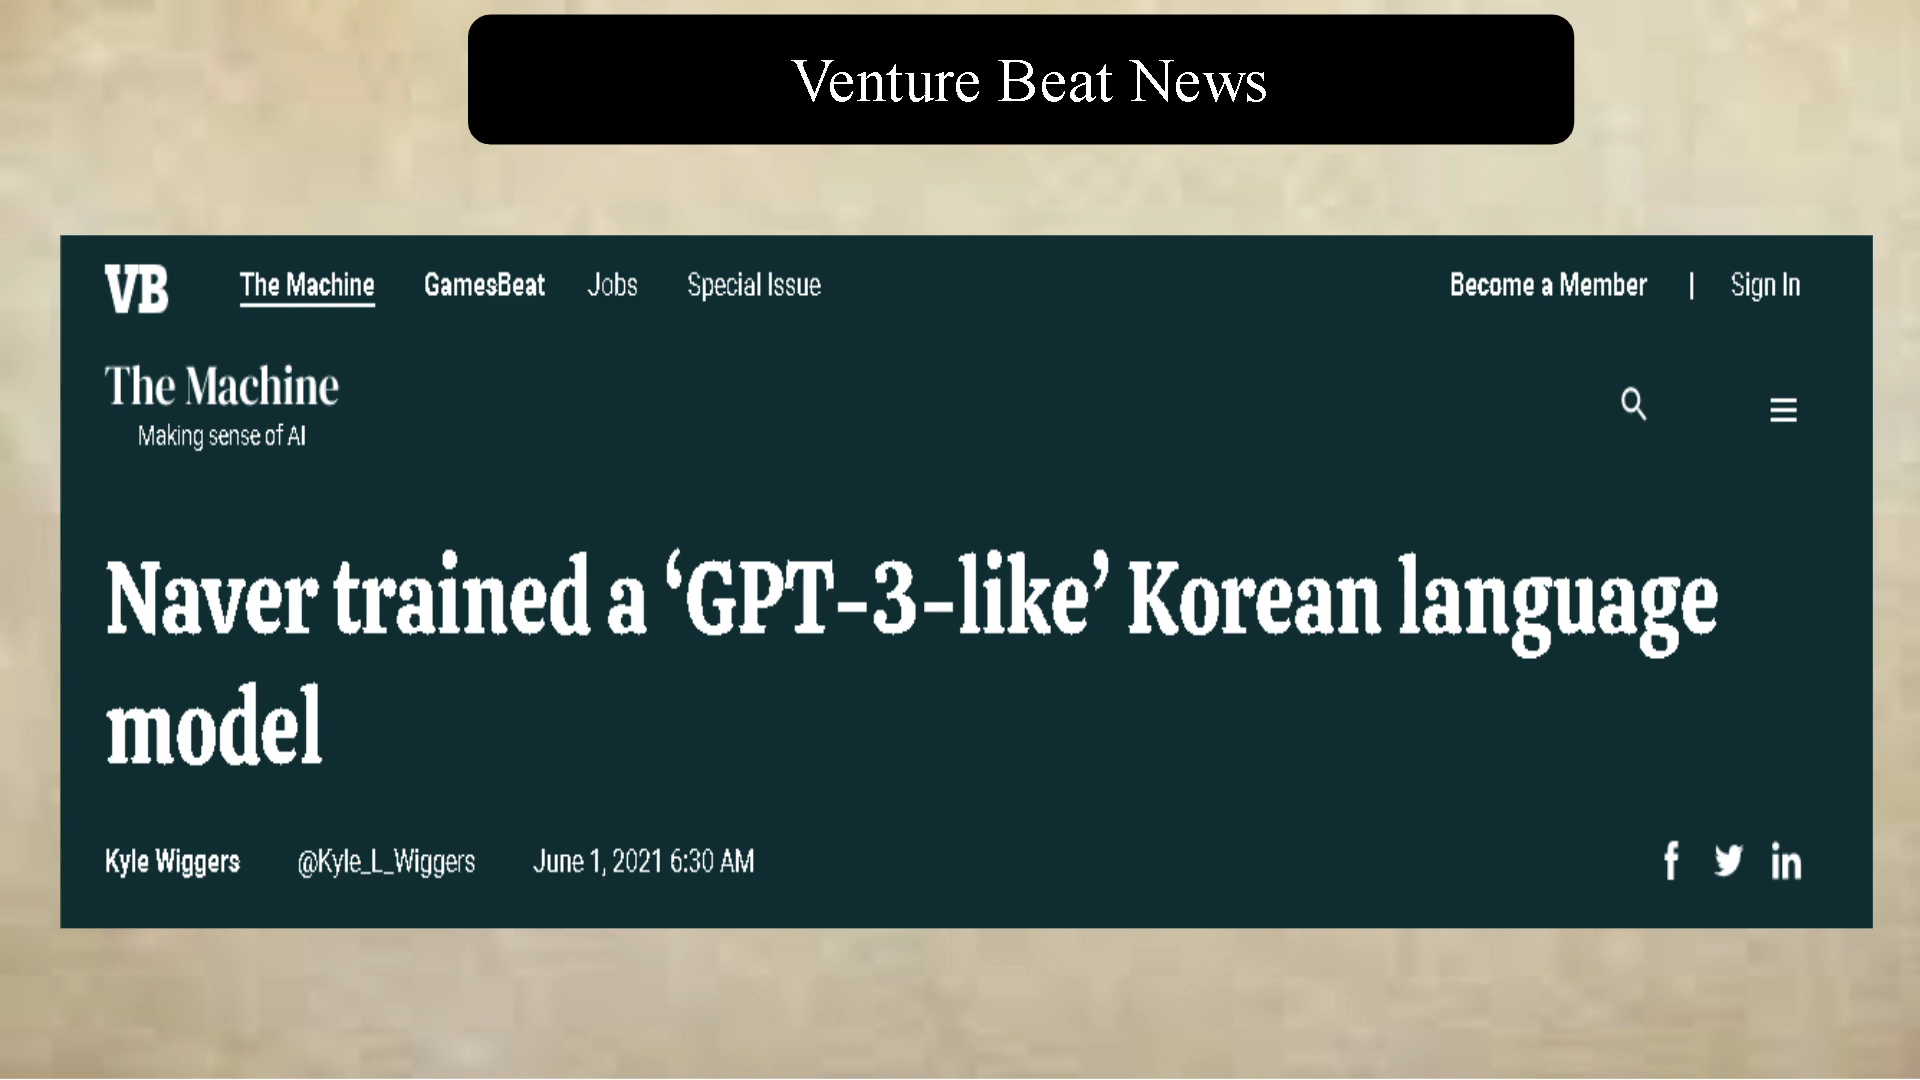 Venture Beat News
VB The Machine GamesBeat Jobs Special Issue Become a Member | Sign In
The Machine
Making sense of AI
Naver trained a ‘GPT-3-like’ Korean language
model
Kyle Wiggers @Kyle_L_Wiggers June 1, 2021 6:30 AM